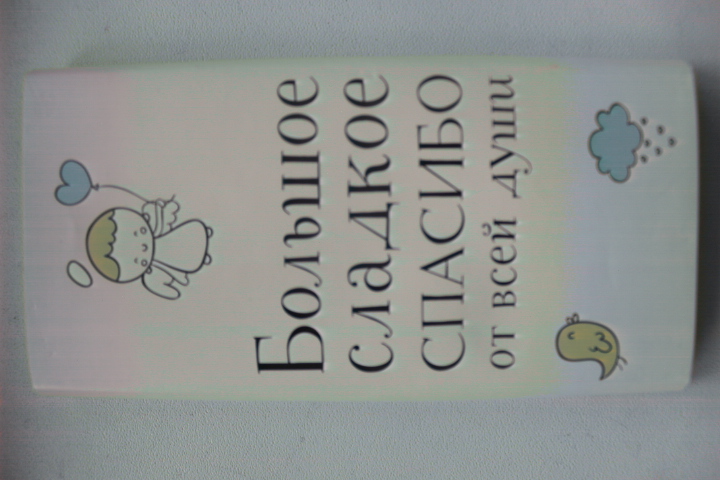 Большое
сладкое
СПАСИБО
от всей души